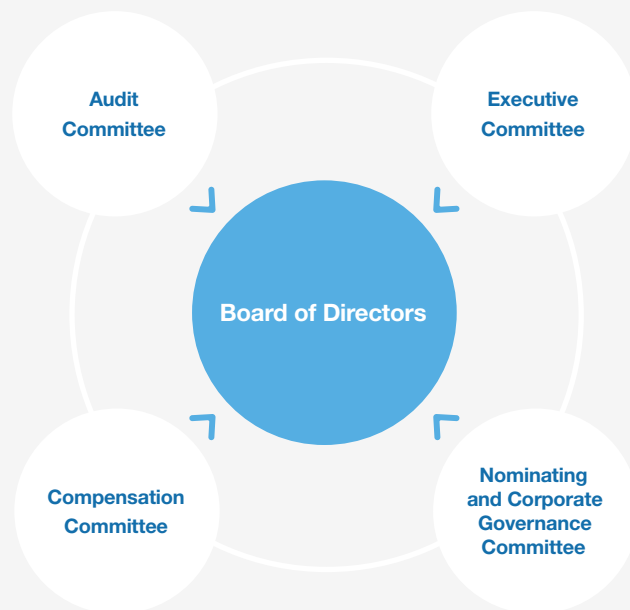 Audit
Committee
Executive
Committee
Board of Directors
Compensation
Committee
Nominating
and Corporate
Governance
Committee